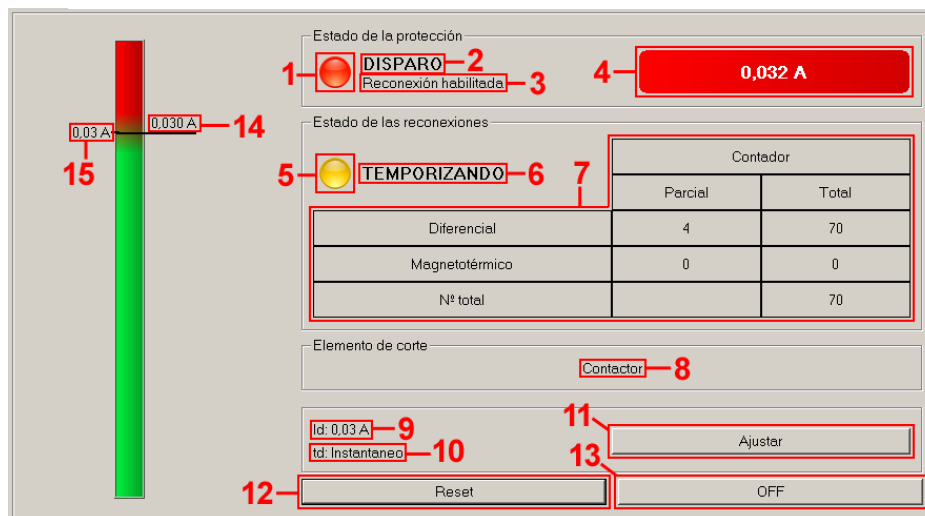 Estado de la protección
1
DISPARO
2
Reconexión habilitada
3
4
0,032 A
0,03 A
0,030 A
14
15
Estado de las reconexiones
5
TEMPORIZANDO
6
7
Contador
Parcial
Total
Diferencial
4
70
Magnetotérmico
0
0
Nº total
70
Elemento de corte
Contactor
8
Id: 0,03 A
9
td: Instantaneo
10
11
Ajustar
12
Reset
13
OFF